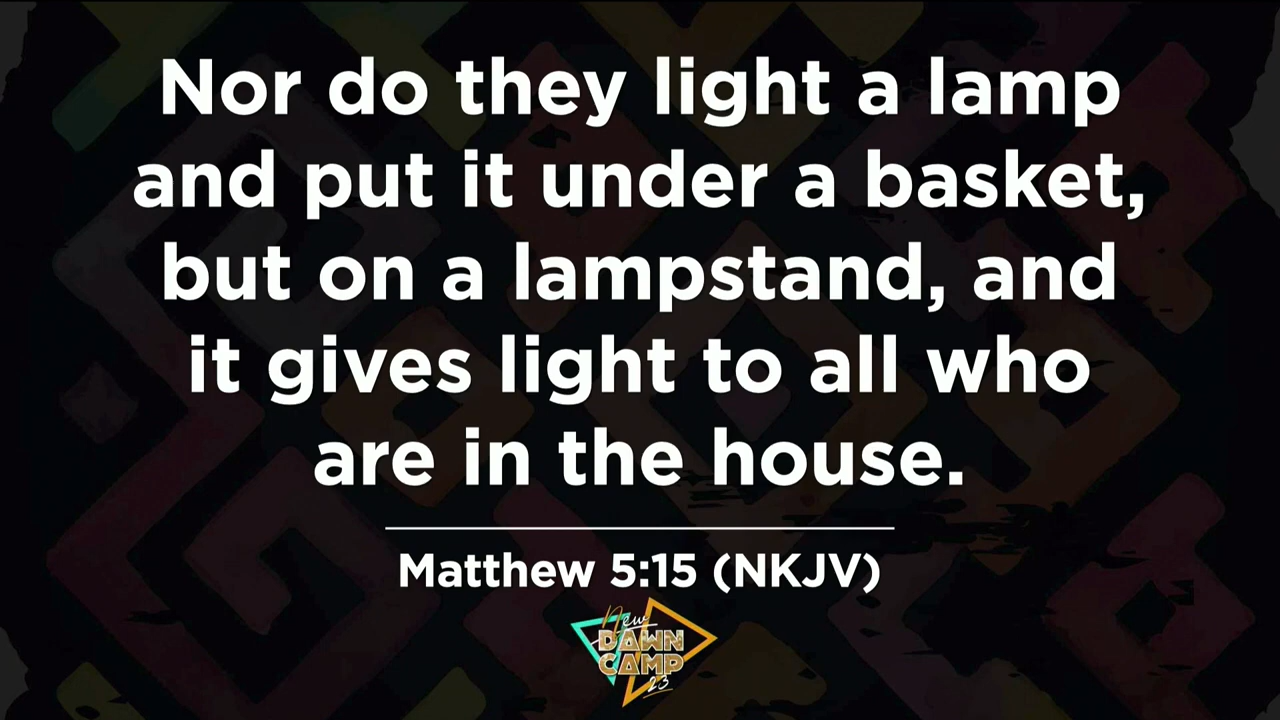 Nor do they light a lamp
and put it under a basket,
but on a lampstand, and
it gives light to all who
are in the house.
Matthew 5:15 (NKJV)
New
DAWN
CAMP
23